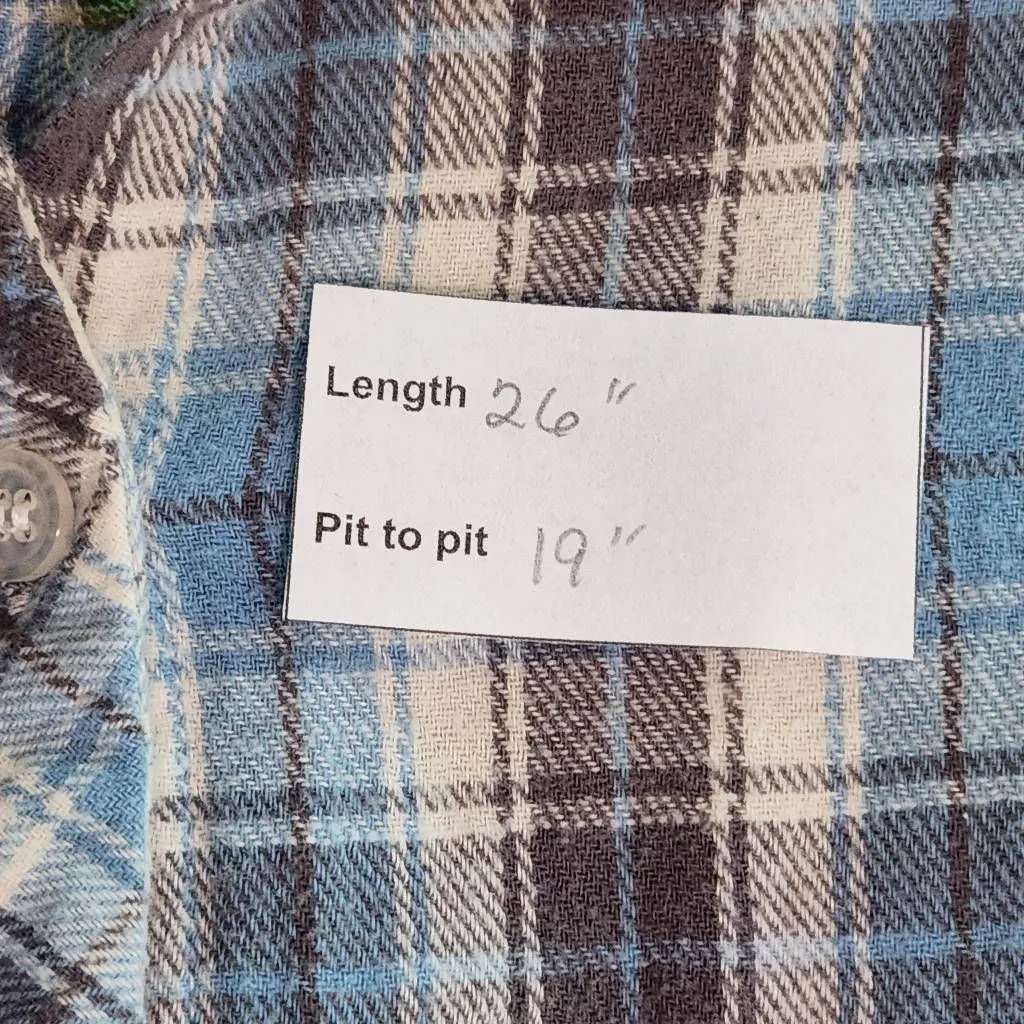 Length 26"
Pit to pit 19"